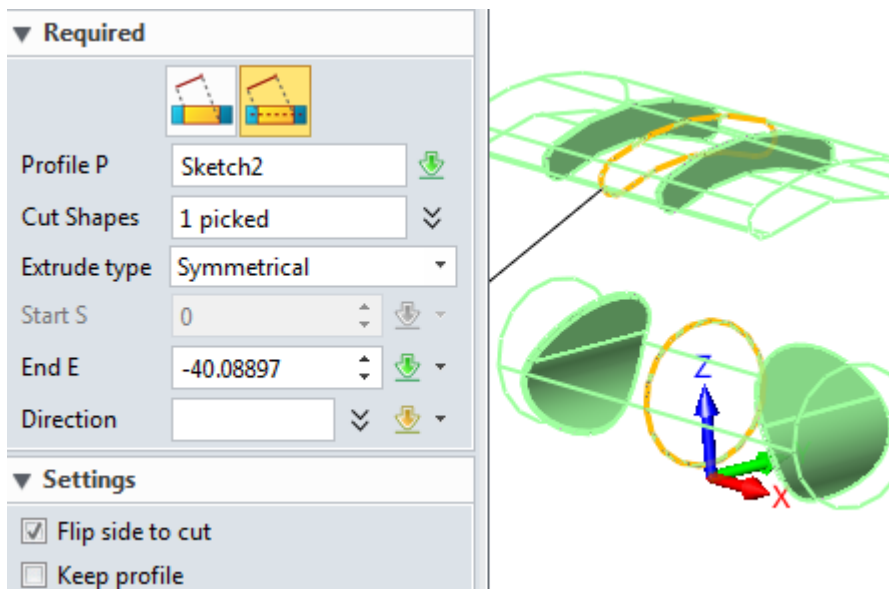 Required
Profile P Sketch2
Cut Shapes 1 picked
Extrude type Symmetrical
Start S 0
End E -40.08897
Direction
Settings
Flip side to cut
Keep profile
Z
X